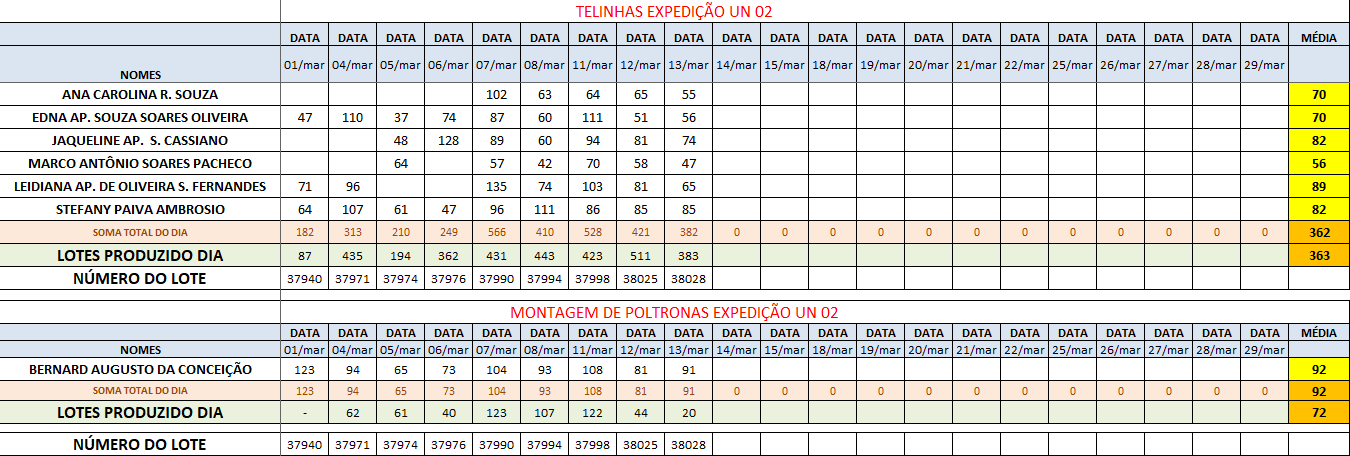 TELINHAS EXPEDIÇÃO UN 02
DATA DATA DATA DATA DATA DATA DATA DATA DATA DATA DATA DATA DATA DATA DATA DATA DATA DATA DATA DATA DATA MÉDIA
NOMES 01/mar 04/mar 05/mar 06/mar 07/mar 08/mar 11/mar 12/mar 13/mar 14/mar 15/mar 18/mar 19/mar 20/mar 21/mar 22/mar 25/mar 26/mar 27/mar 28/mar 29/mar
ANA CAROLINA R. SOUZA 102 63 64 65 55 70
EDNA AP. SOUZA SOARES OLIVEIRA 47 110 37 74 87 60 111 51 56 70
JAQUELINE AP. S. CASSIANO 48 128 89 60 94 81 74 82
MARCO ANTÔNIO SOARES PACHECO 64 57 42 70 58 47 56
LEIDIANA AP. DE OLIVEIRA S. FERNANDES 71 96 135 74 103 81 65 89
STEFANY PAIVA AMBROSIO 64 107 61 47 96 111 86 85 85 82
SOMA TOTAL DO DIA 182 313 210 249 566 410 528 421 382 0 0 0 0 0 0 0 0 0 0 0 0 362
LOTES PRODUZIDO DIA 87 435 194 362 431 443 423 511 383 363
NÚMERO DO LOTE 37940 37971 37974 37976 37990 37994 37998 38025 38028
MONTAGEM DE POLTRONAS EXPEDIÇÃO UN 02
DATA DATA DATA DATA DATA DATA DATA DATA DATA DATA DATA DATA DATA DATA DATA DATA DATA DATA DATA DATA DATA MÉDIA
NOMES 01/mar 04/mar 05/mar 06/mar 07/mar 08/mar 11/mar 12/mar 13/mar 14/mar 15/mar 18/mar 19/mar 20/mar 21/mar 22/mar 25/mar 26/mar 27/mar 28/mar 29/mar
BERNARD AUGUSTO DA CONCEIÇÃO 123 94 65 73 104 93 108 81 91 92
SOMA TOTAL DO DIA 123 94 65 73 104 93 108 81 91 0 0 0 0 0 0 0 0 0 0 0 0 92
LOTES PRODUZIDO DIA - 62 61 40 123 107 122 44 20 72
NÚMERO DO LOTE 37940 37971 37974 37976 37990 37994 37998 38025 38028